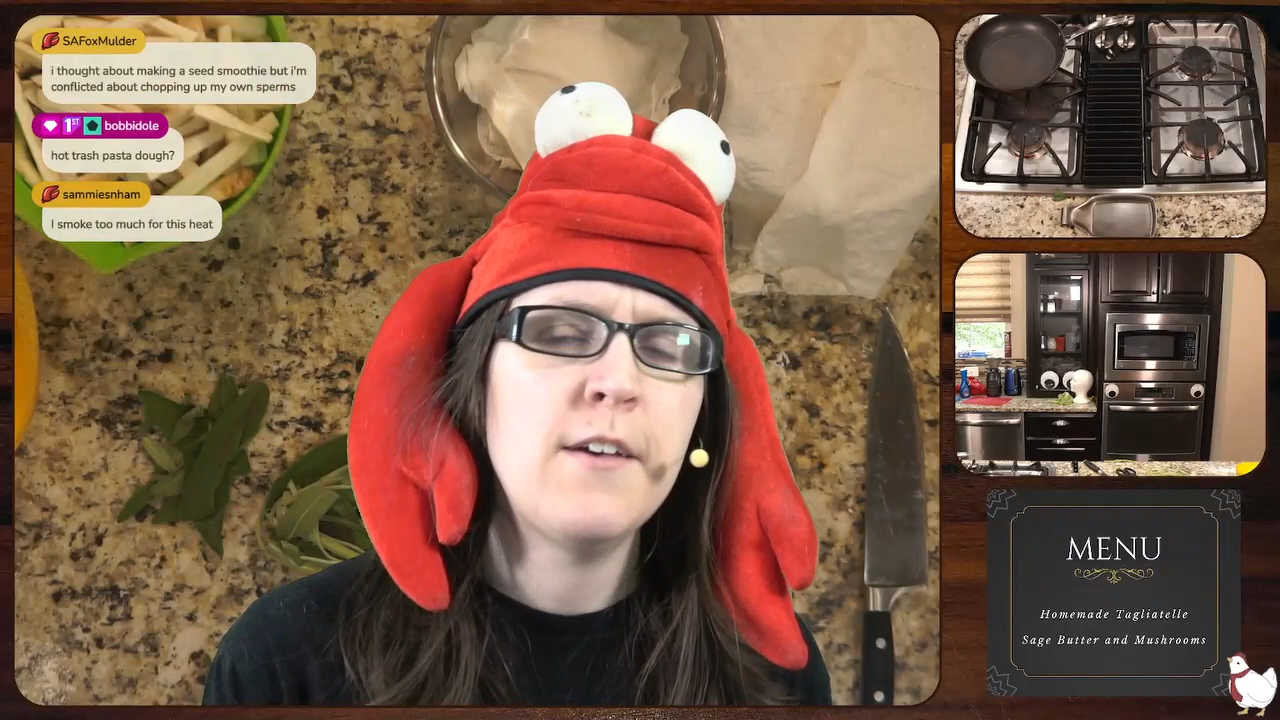 SAFoxMulder
i thought about making a seed smoothie but i'm
conflicted about chopping up my own sperms
1ST bobbidole
hot trash pasta dough?
sammiesnham
I smoke too much for this heat
MENU
Homemade Tagliatelle
Sage Butter and Mushrooms